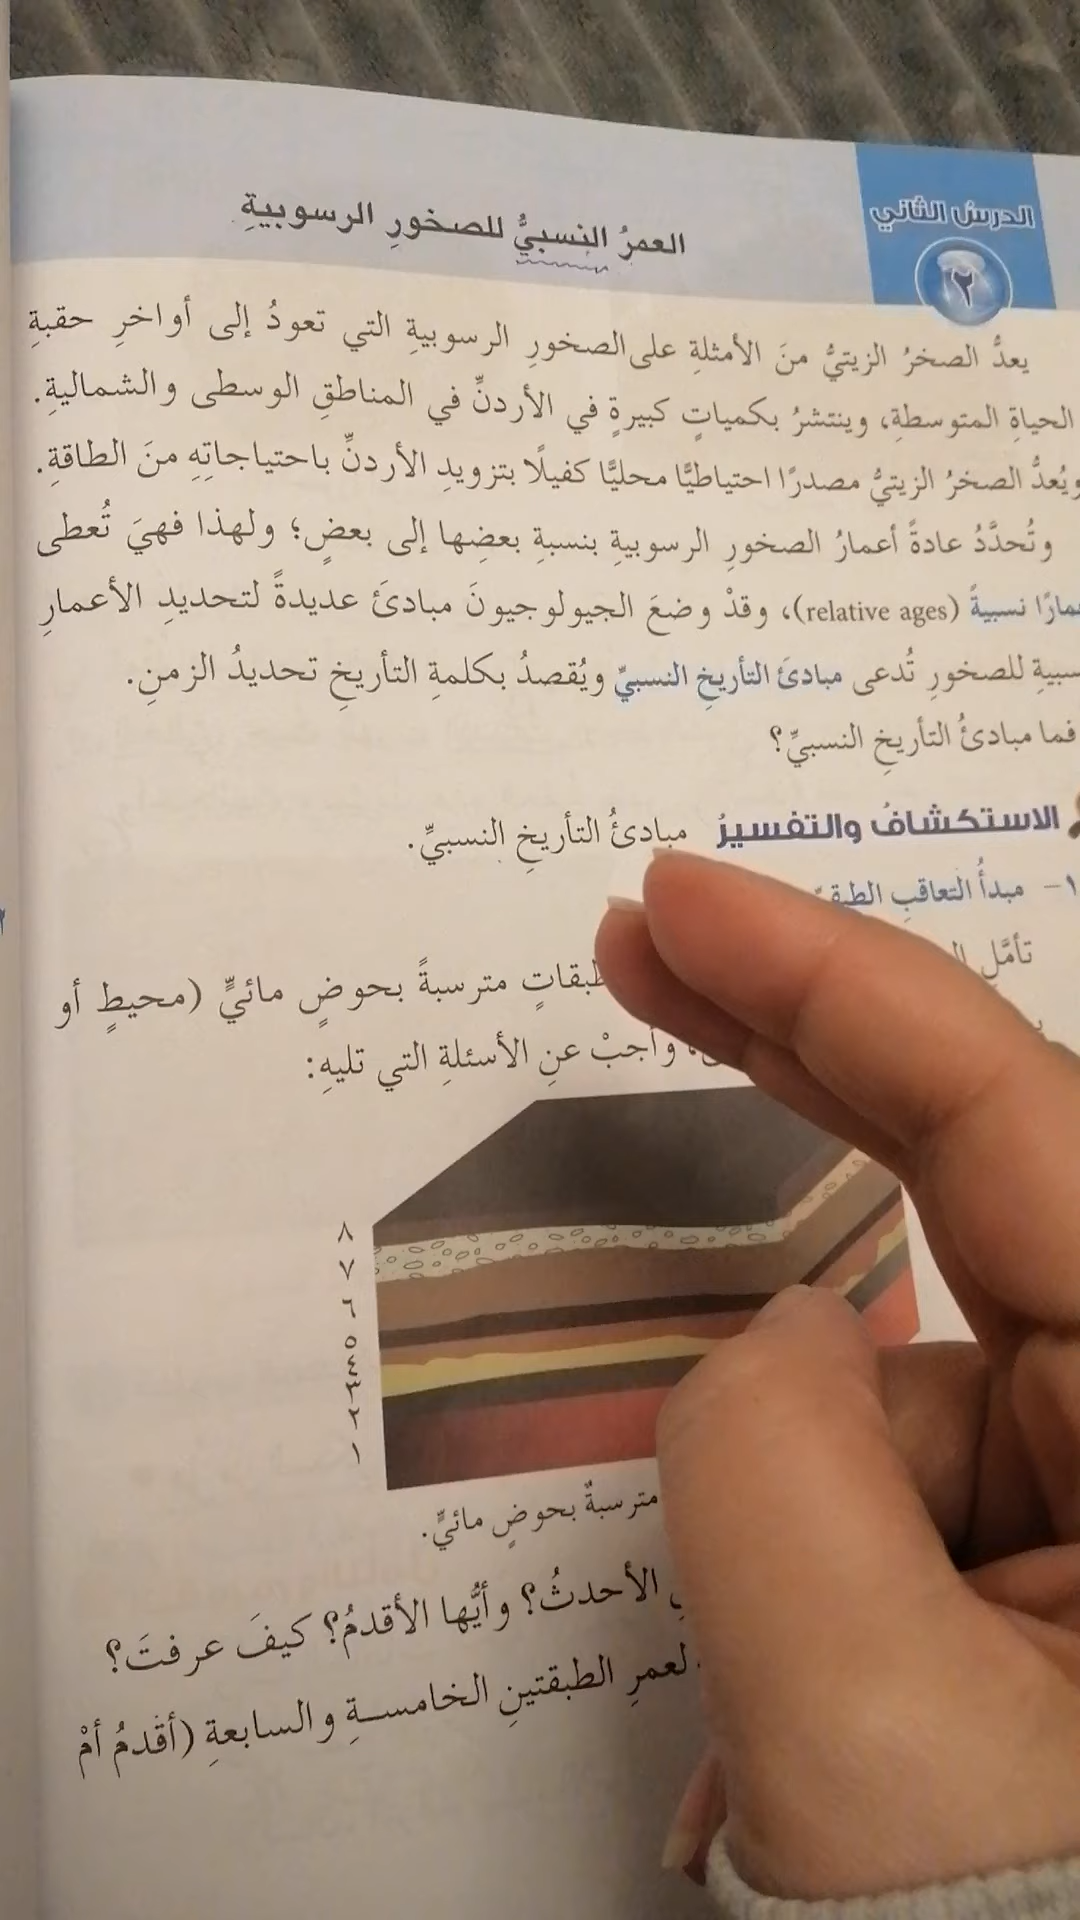 الدرس الثاني
٢
العمرُ النسبيُّ للصخورِ الرسوبيةِ
يعدُّ الصخرُ الزيتيُّ منَ الأمثلةِ على الصخورِ الرسوبيةِ التي تعودُ إلى أواخرِ حقبةِ
الحياةِ المتوسطةِ، وينتشرُ بكمياتٍ كبيرةٍ في الأردنِّ في المناطقِ الوسطى والشماليةِ.
ويُعدُّ الصخرُ الزيتيُّ مصدرًا احتياطيًّا محليًّا كفيلًا بتزويدِ الأردنِّ باحتياجاتِهِ منَ الطاقةِ.
وتُحدَّدُ عادةً أعمارُ الصخورِ الرسوبيةِ بنسبةِ بعضِها إلى بعضٍ؛ ولهذا فهيَ تُعطى
نسبيةً (relative ages)، وقدْ وضعَ الجيولوجيونَ مبادئَ عديدةً لتحديدِ الأعمارِ
للصخورِ تُدعى مبادئَ التأريخِ النسبيِّ ويُقصدُ بكلمةِ التأريخِ تحديدُ الزمنِ.
فما مبادئُ التأريخِ النسبيِّ؟
الاستكشافُ والتفسيرُ مبادئُ التأريخِ النسبيِّ.
١- مبدأُ التعاقبِ
تأمَّلِ
طبقاتٍ مترسبةً بحوضٍ مائيٍّ (محيطٍ أو
وأجبْ عنِ الأسئلةِ التي تليهِ:
٨
٧
٦
٥
٤
٣
٢
١
مترسبةٌ بحوضٍ مائيٍّ.
الأحدثُ؟ وأيُّها الأقدمُ؟ كيفَ عرفتَ؟
لعمرِ الطبقتينِ الخامسةِ والسابعةِ (أقدمُ أمْ